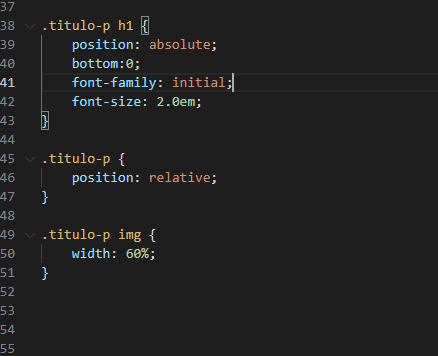 37
38 .titulo-p h1 {
39 position: absolute;
40 bottom:0;
41 font-family: initial;
42 font-size: 2.0em;
43 }
44
45 .titulo-p {
46 position: relative;
47 }
48
49 .titulo-p img {
50 width: 60%;
51 }
52
53
54
55